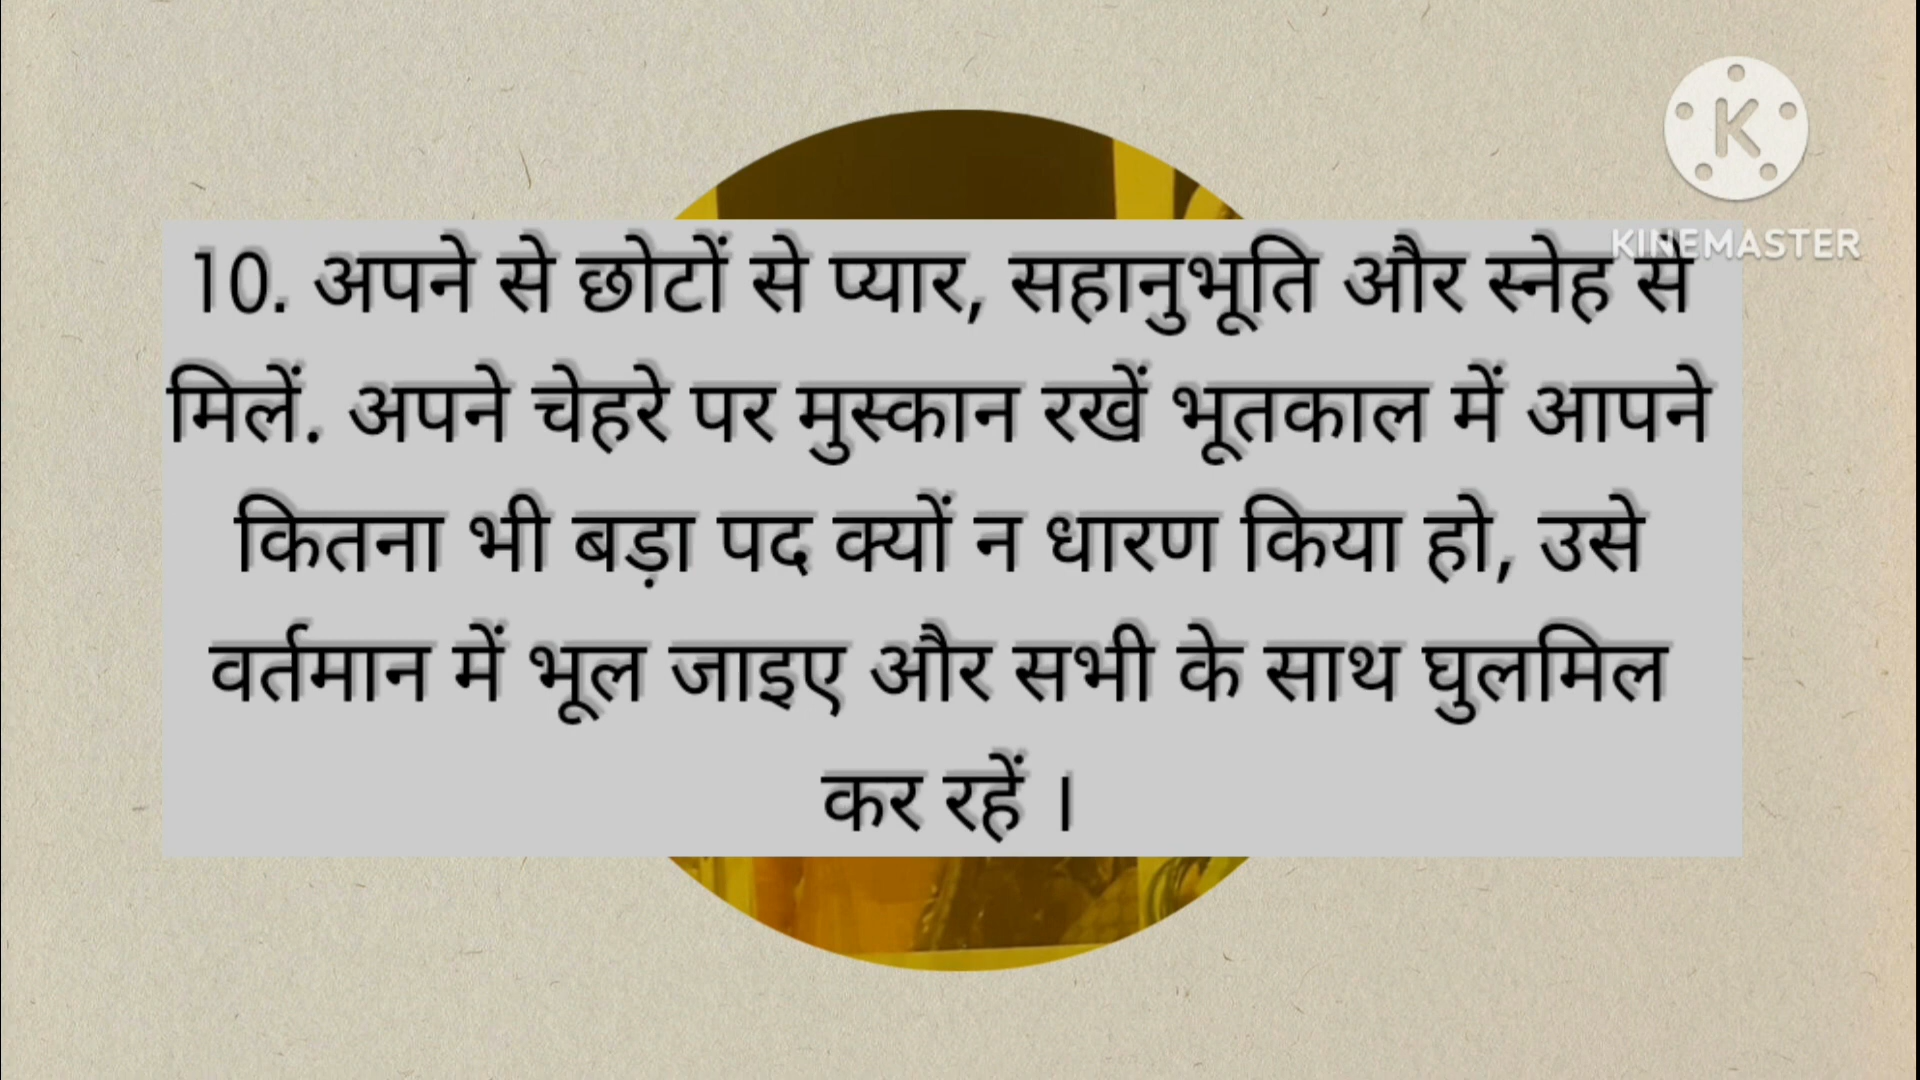 K
KINEMASTER
10. अपने से छोटों से प्यार, सहानुभूति और स्नेह से
मिलें. अपने चेहरे पर मुस्कान रखें भूतकाल में आपने
कितना भी बड़ा पद क्यों न धारण किया हो, उसे
वर्तमान में भूल जाइए और सभी के साथ घुलमिल
कर रहें ।